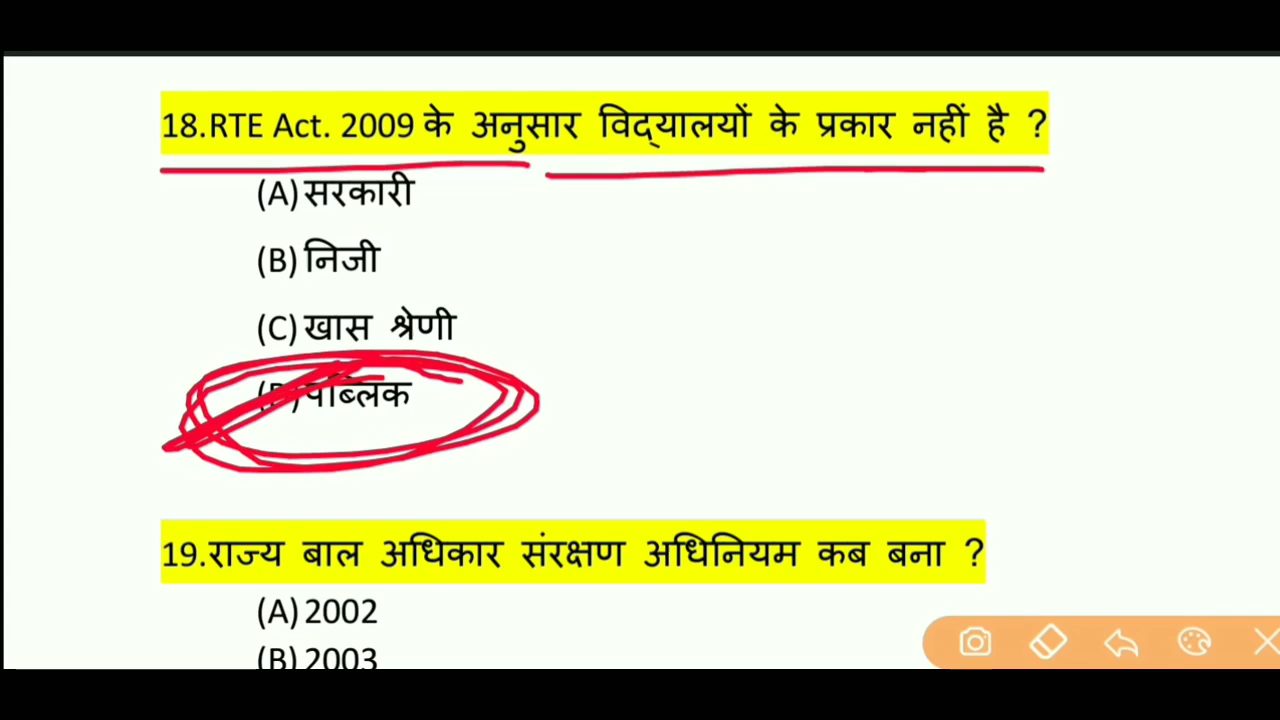 18.RTE Act. 2009 के अनुसार विद्यालयों के प्रकार नहीं है ?
(A) सरकारी
(B) निजी
(C) खास श्रेणी
(D) पब्लिक
19.राज्य बाल अधिकार संरक्षण अधिनियम कब बना ?
(A) 2002
(B) 2003